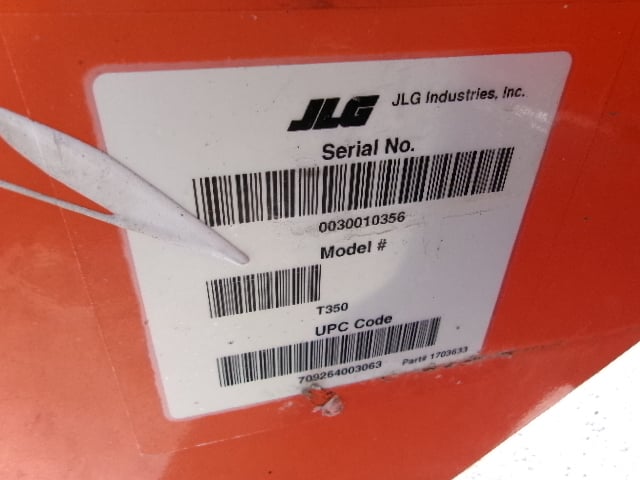 JLG JLG Industries, Inc.
Serial No.
0030010356
Model #
T350
UPC Code
709264003063 Part# 1703633